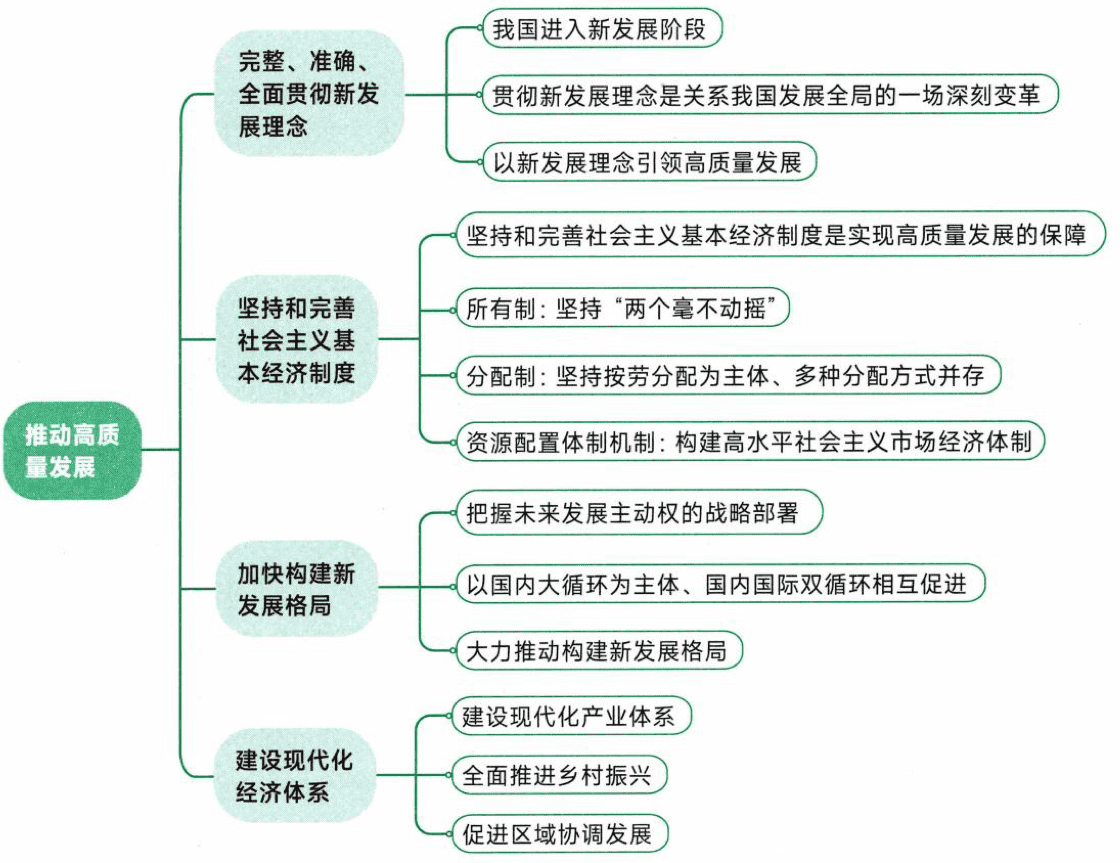 推动高质
量发展
完整、准确、
全面贯彻新发
展理念
我国进入新发展阶段
贯彻新发展理念是关系我国发展全局的一场深刻变革
以新发展理念引领高质量发展
坚持和完善
社会主义基
本经济制度
坚持和完善社会主义基本经济制度是实现高质量发展的保障
所有制：坚持“两个毫不动摇”
分配制：坚持按劳分配为主体、多种分配方式并存
资源配置体制机制：构建高水平社会主义市场经济体制
加快构建新
发展格局
把握未来发展主动权的战略部署
以国内大循环为主体、国内国际双循环相互促进
大力推动构建新发展格局
建设现代化
经济体系
建设现代化产业体系
全面推进乡村振兴
促进区域协调发展